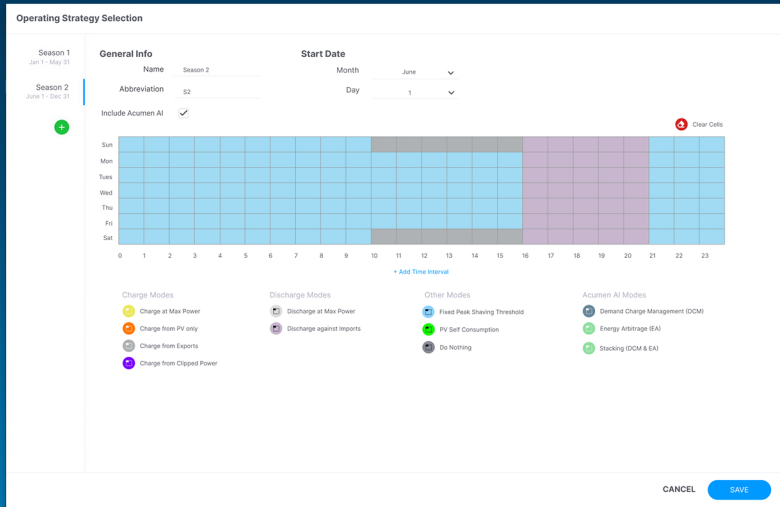 Operating Strategy Selection
Season 1
Jan 1 - May 31
Season 2
June 1 - Dec 31
General Info
Name Season 2
Abbreviation S2
Include Acumen AI
Start Date
Month June
Day 1
Clear Cells
Sun
Mon
Tues
Wed
Thu
Fri
Sat
0 1 2 3 4 5 6 7 8 9 10 11 12 13 14 15 16 17 18 19 20 21 22 23
+ Add Time Interval
Charge Modes
Charge at Max Power
Charge from PV only
Charge from Exports
Charge from Clipped Power
Discharge Modes
Discharge at Max Power
Discharge against Imports
Other Modes
Fixed Peak Shaving Threshold
PV Self Consumption
Do Nothing
Acumen AI Modes
Demand Charge Management (DCM)
Energy Arbitrage (EA)
Stacking (DCM & EA)
CANCEL SAVE